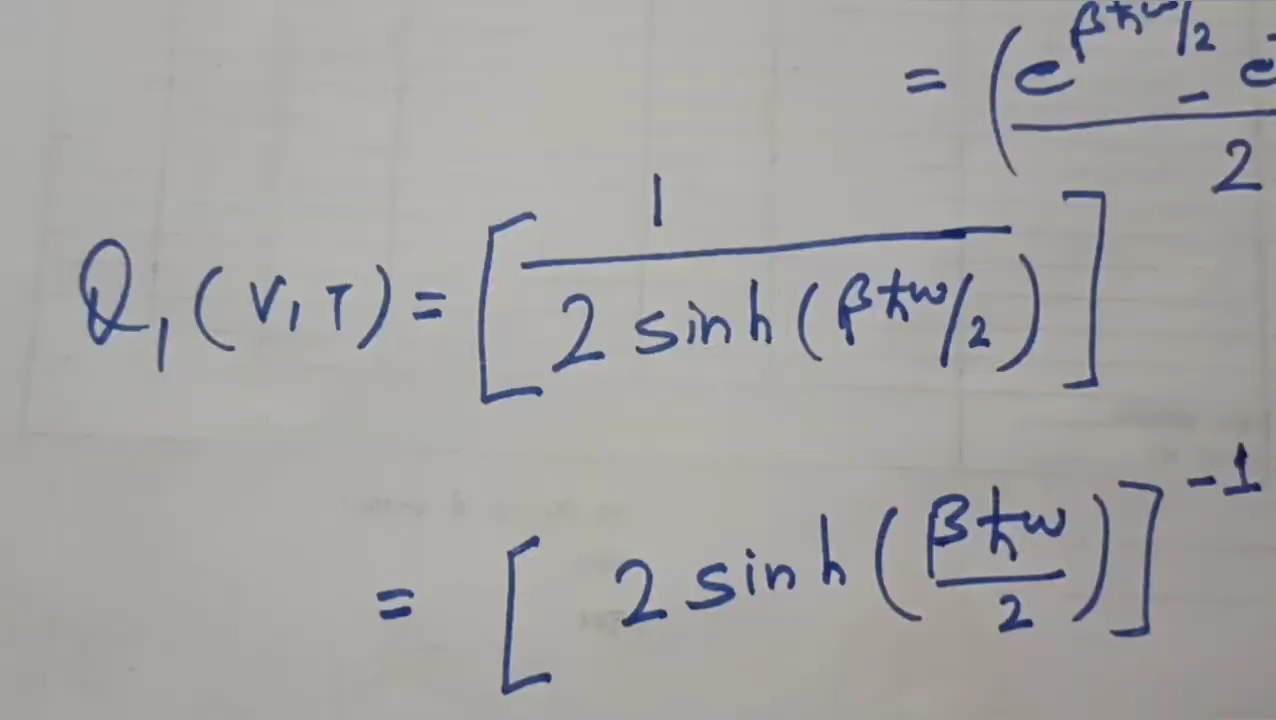 = (e^{βħω/2} - e
2
Q₁(V,T) = [1 / 2 sinh(βħω/2)]
= [2 sinh(βħω/2)]⁻¹